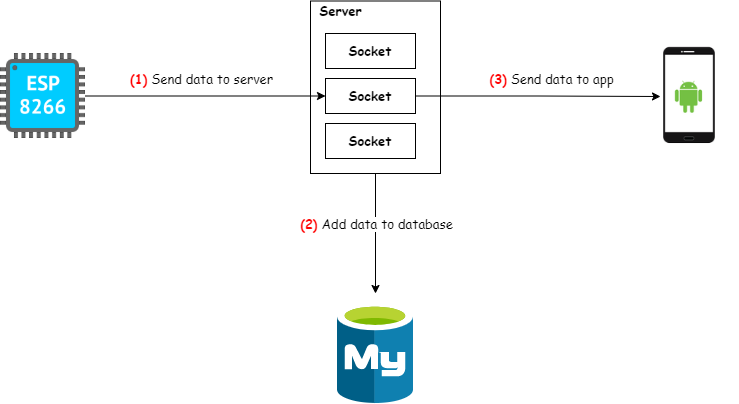 Server
Socket
ESP
8266
(1) Send data to server
Socket
(3) Send data to app
Socket
(2) Add data to database
My